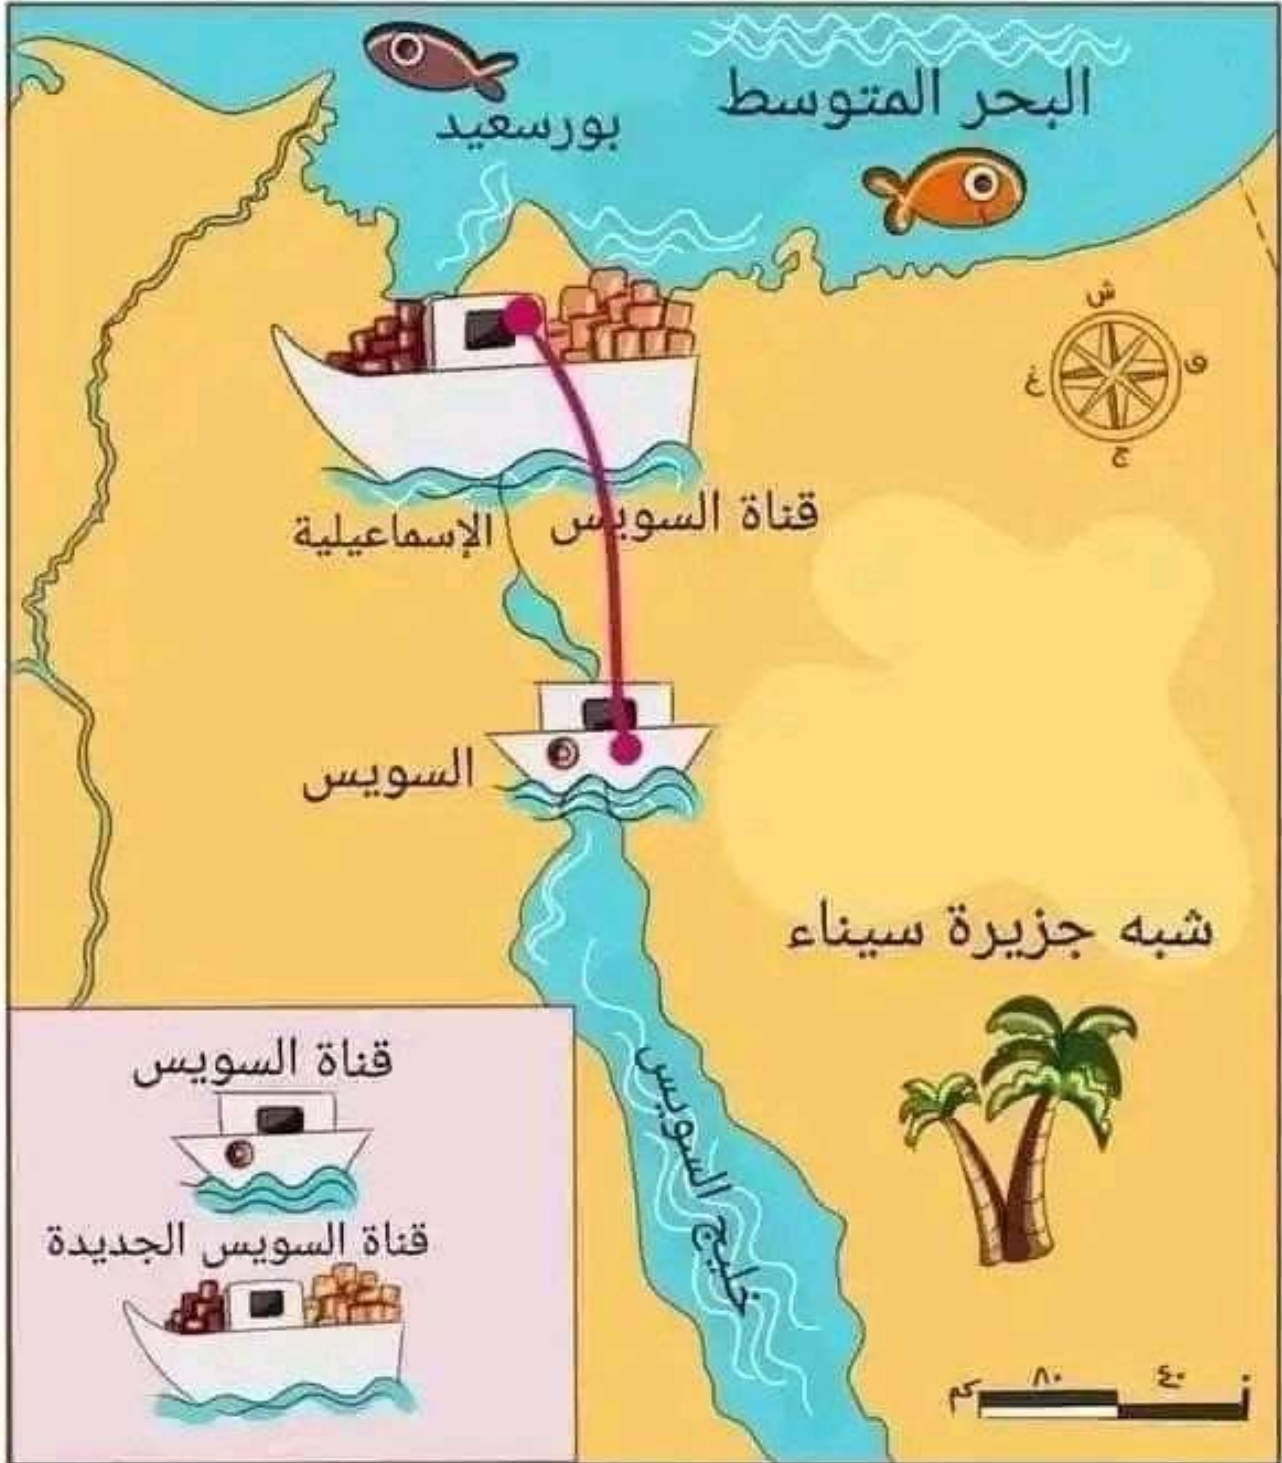 البحر المتوسط
بورسعيد
ش
ق
غ
ج
قناة السويس
الإسماعيلية
السويس
شبه جزيرة سيناء
خليج السويس
قناة السويس
قناة السويس الجديدة
٠ ٤٠ ٨٠ كم